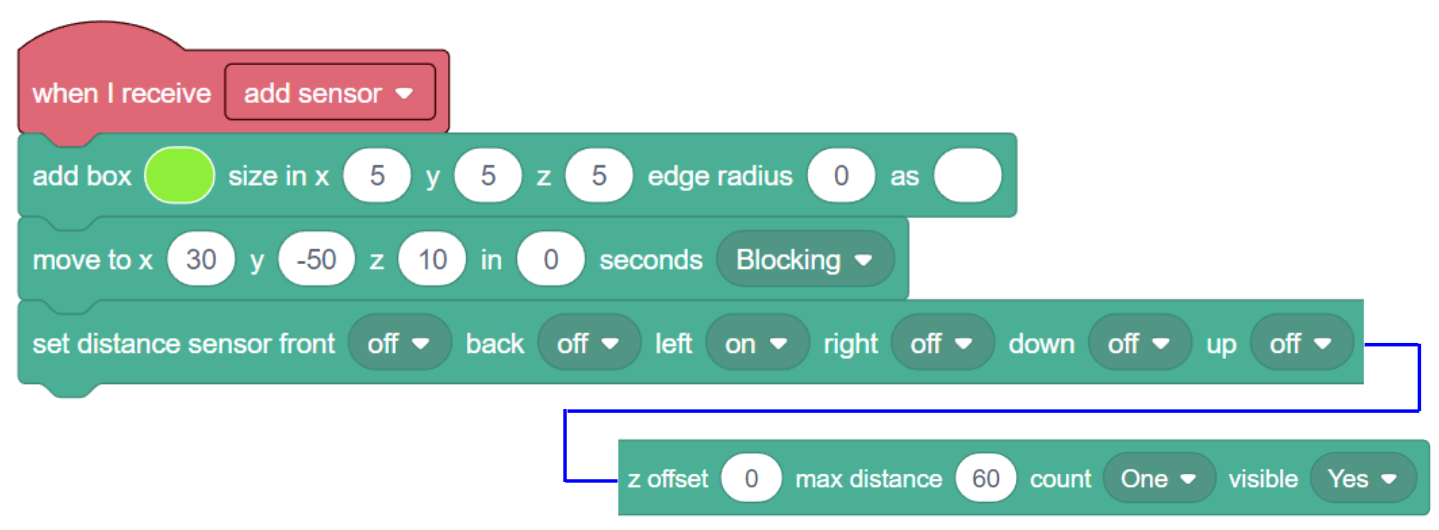 when I receive add sensor
add box size in x 5 y 5 z 5 edge radius 0 as
move to x 30 y -50 z 10 in 0 seconds Blocking
set distance sensor front off back off left on right off down off up off
z offset 0 max distance 60 count One visible Yes